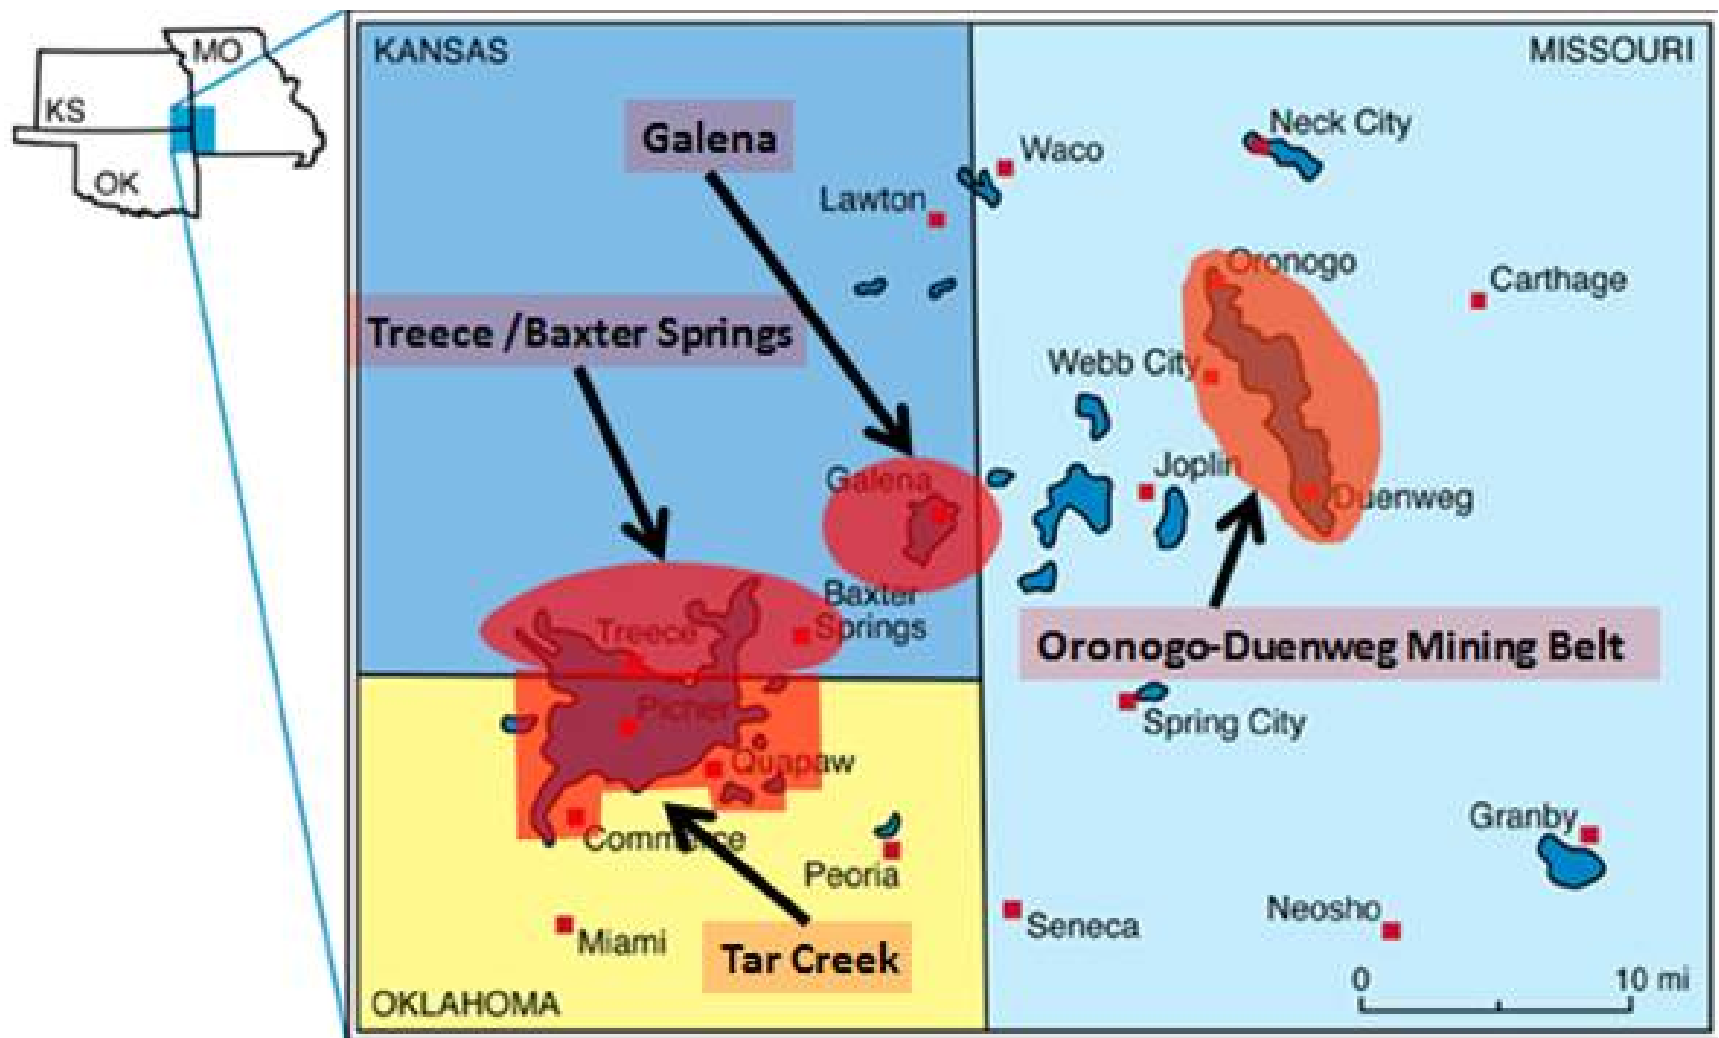 MO
KS
OK
KANSAS
MISSOURI
Galena
Neck City
Waco
Lawton
Oronogo
Carthage
Treece /Baxter Springs
Webb City
Joplin
Galena
Duenweg
Baxter
Springs
Treece
Oronogo-Duenweg Mining Belt
Picher
Spring City
Quapaw
Commerce
Granby
Peoria
Neosho
Seneca
Miami
Tar Creek
0 10 mi
OKLAHOMA